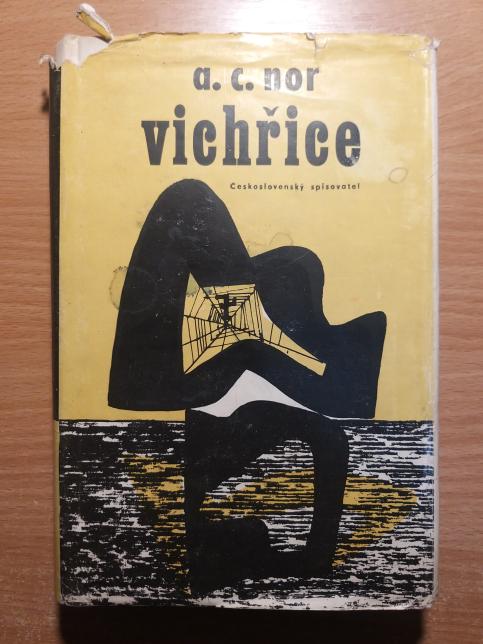 a. c. nor
vichřice
Československý spisovatel